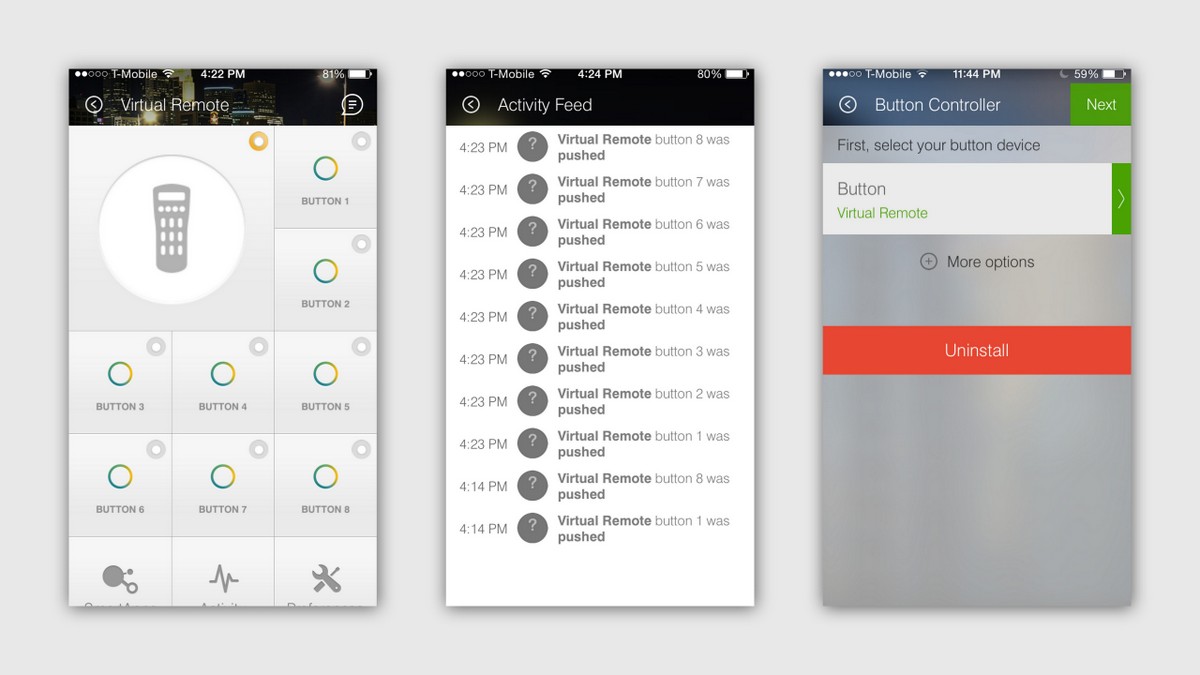 T-Mobile 4:22 PM 81%
Virtual Remote
BUTTON 1
BUTTON 2
BUTTON 3 BUTTON 4 BUTTON 5
BUTTON 6 BUTTON 7 BUTTON 8
T-Mobile 4:24 PM 80%
Activity Feed
4:23 PM ? Virtual Remote button 8 was
pushed
4:23 PM ? Virtual Remote button 7 was
pushed
4:23 PM ? Virtual Remote button 6 was
pushed
4:23 PM ? Virtual Remote button 5 was
pushed
4:23 PM ? Virtual Remote button 4 was
pushed
4:23 PM ? Virtual Remote button 3 was
pushed
4:23 PM ? Virtual Remote button 2 was
pushed
4:23 PM ? Virtual Remote button 1 was
pushed
4:14 PM ? Virtual Remote button 8 was
pushed
4:14 PM ? Virtual Remote button 1 was
pushed
T-Mobile 11:44 PM 59%
Button Controller Next
First, select your button device
Button
Virtual Remote
More options
Uninstall